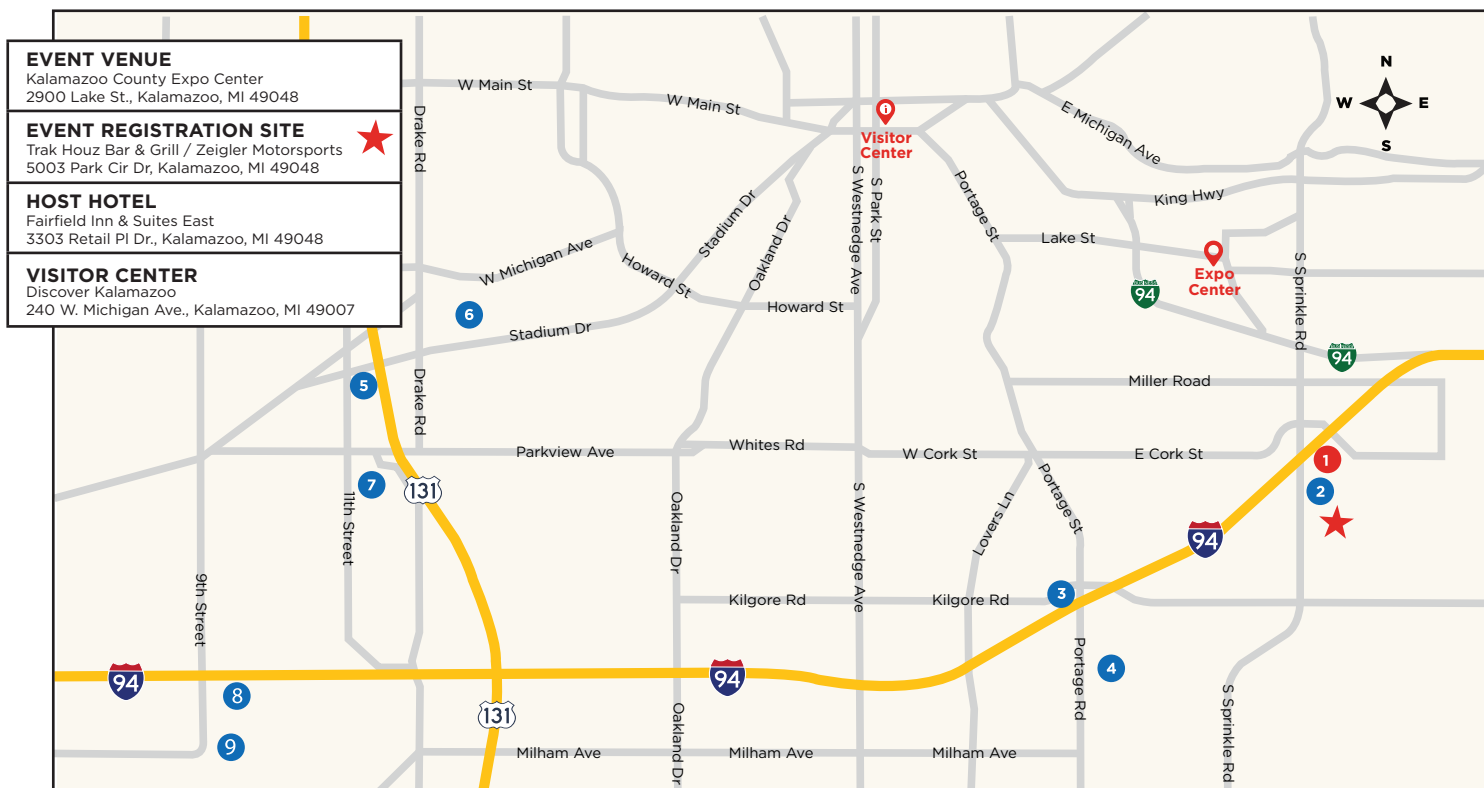 EVENT VENUE
Kalamazoo County Expo Center
2900 Lake St., Kalamazoo, MI 49048
EVENT REGISTRATION SITE
Trak Houz Bar & Grill / Zeigler Motorsports
5003 Park Cir Dr, Kalamazoo, MI 49048
HOST HOTEL
Fairfield Inn & Suites East
3303 Retail Pl Dr., Kalamazoo, MI 49048
VISITOR CENTER
Discover Kalamazoo
240 W. Michigan Ave., Kalamazoo, MI 49007
N
W
E
S
W Main St
W Main St
Drake Rd
i
Visitor
Center
E Michigan Ave
King Hwy
S Westnedge Ave
S Park St
Portage St
Stadium Dr
Oakland Dr
Lake St
Expo
Center
W Michigan Ave
Howard St
Howard St
S Sprinkle Rd
94
94
6
Stadium Dr
5
Drake Rd
Miller Road
Parkview Ave
Whites Rd
W Cork St
E Cork St
1
2
7
131
11th Street
Oakland Dr
S Westnedge Ave
Lovers Ln
Portage St
94
9th Street
Kilgore Rd
Kilgore Rd
3
94
94
4
Portage Rd
8
131
9
Oakland Dr
S Sprinkle Rd
Milham Ave
Milham Ave
Milham Ave